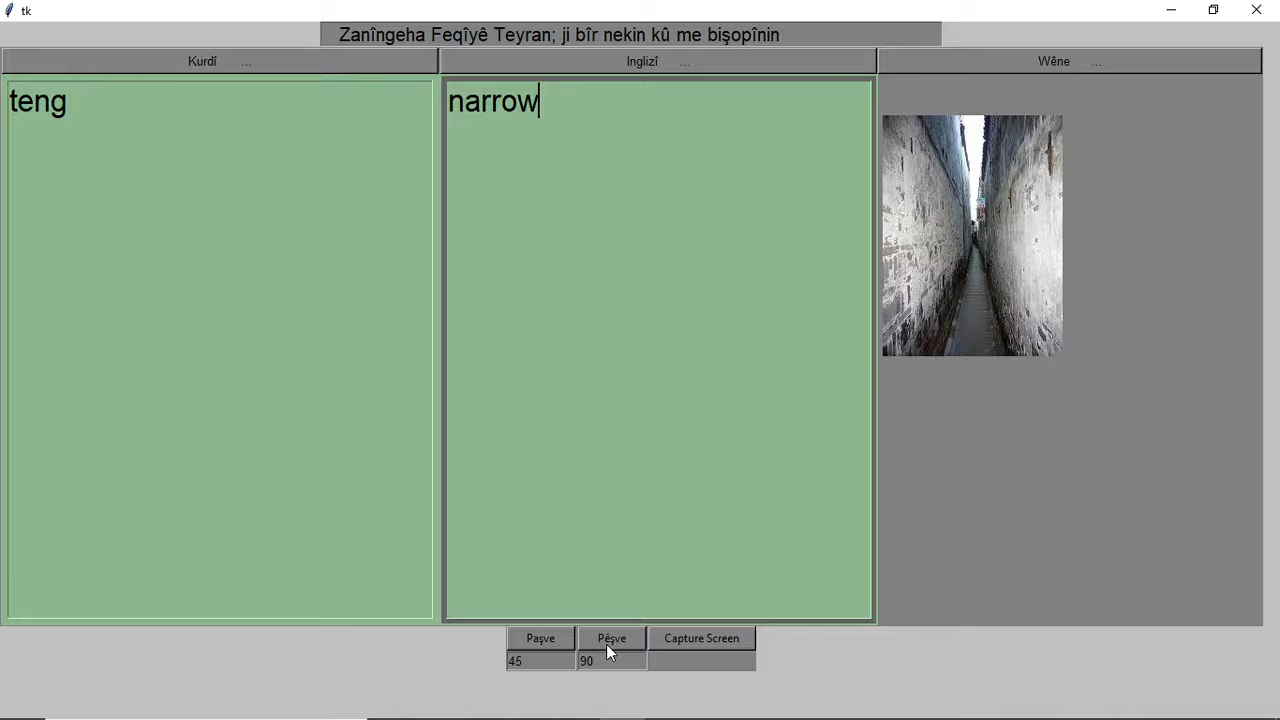 tk
Zanîngeha Feqîyê Teyran; ji bîr nekin kû me bişopînin
Kurdî ...
Inglizî ...
Wêne ...
teng
narrow
Paşve
Pêşve
Capture Screen
45
90